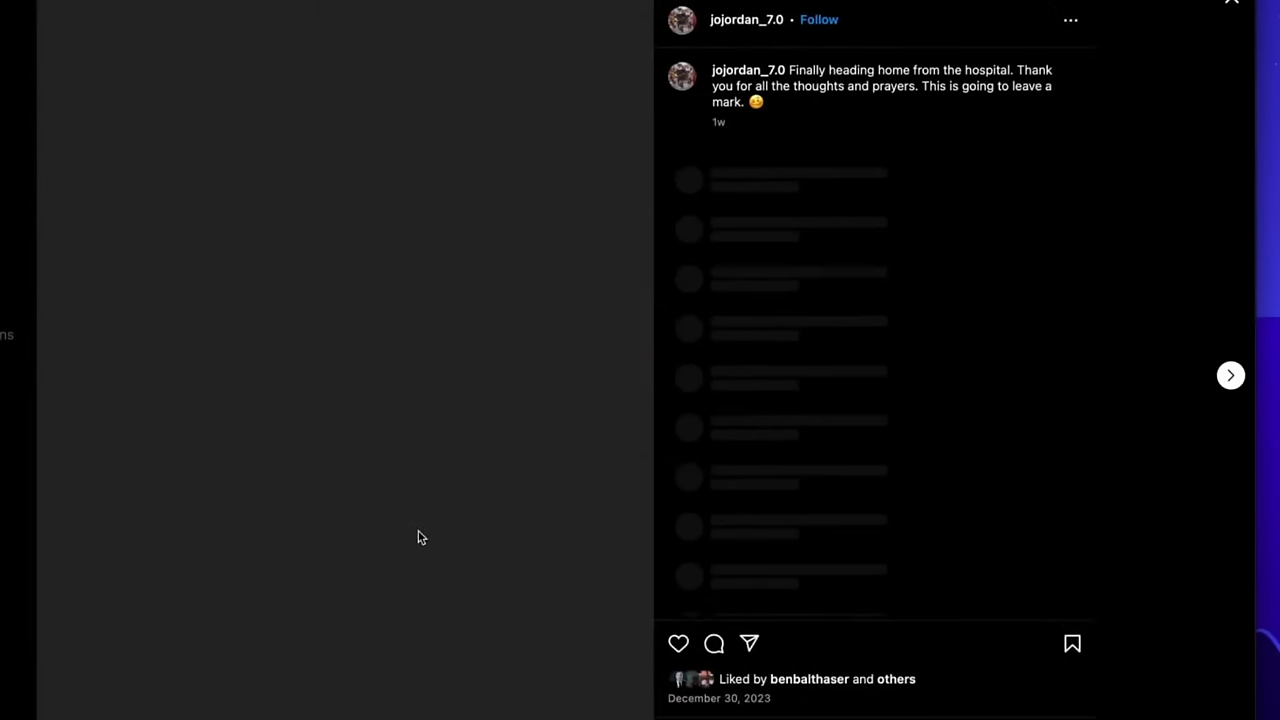 jojordan_7.0 • Follow
jojordan_7.0 Finally heading home from the hospital. Thank
you for all the thoughts and prayers. This is going to leave a
mark. 🥴
1w
ns
Liked by benbalthaser and others
December 30, 2023